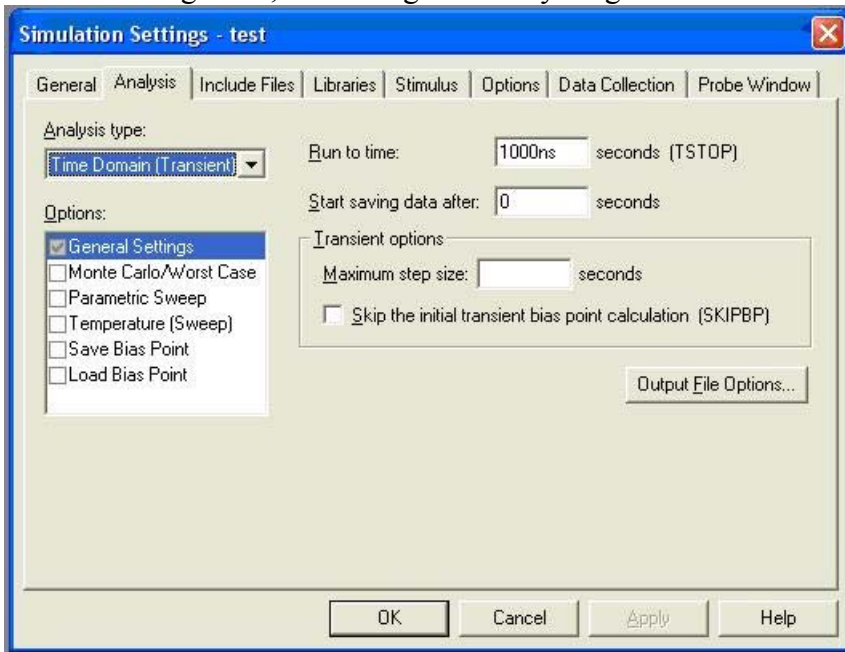 Simulation Settings - test
General Analysis Include Files Libraries Stimulus Options Data Collection Probe Window
Analysis type:
Time Domain (Transient)
Options:
General Settings
Monte Carlo/Worst Case
Parametric Sweep
Temperature (Sweep)
Save Bias Point
Load Bias Point
Run to time: 1000ns seconds (TSTOP)
Start saving data after: 0 seconds
Transient options
Maximum step size: seconds
Skip the initial transient bias point calculation (SKIPBP)
Output File Options...
OK Cancel Apply Help